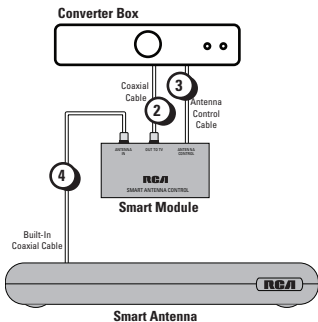 Converter Box
Coaxial
Cable
2
3
Antenna
Control
Cable
ANTENNA
IN
OUT TO TV
ANTENNA
CONTROL
RCA
SMART ANTENNA CONTROL
4
Smart Module
Built-In
Coaxial Cable
RCA
Smart Antenna